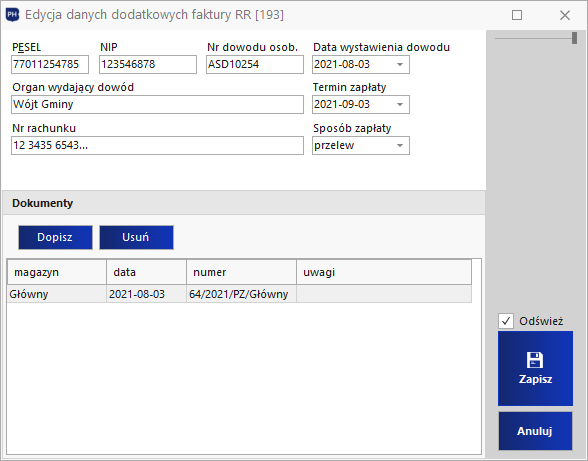 PH+
Edycja danych dodatkowych faktury RR [193]
PESEL NIP Nr dowodu osob. Data wystawienia dowodu
77011254785 123546878 ASD10254 2021-08-03
Organ wydający dowód Termin zapłaty
Wójt Gminy 2021-09-03
Nr rachunku Sposób zapłaty
12 3435 6543... przelew
Dokumenty
Dopisz Usuń
magazyn data numer uwagi
Główny 2021-08-03 64/2021/PZ/Główny
Odśwież
Zapisz
Anuluj